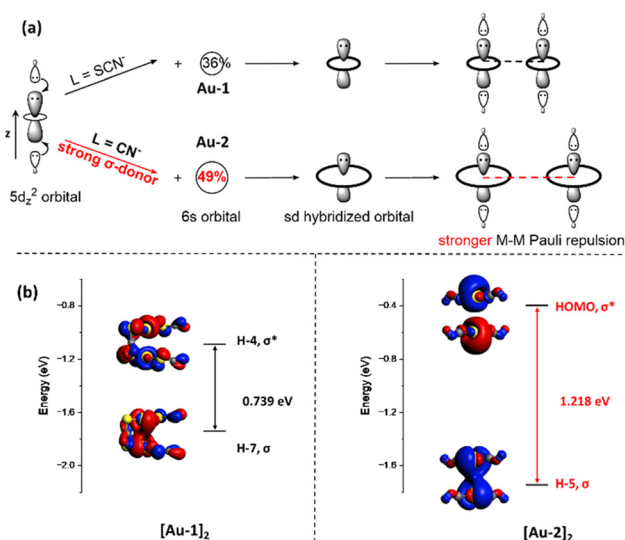 (a)
L = SCN⁻
+ 36%
Au-1
z
L = CN⁻
strong σ-donor
Au-2
+ 49%
5dz² orbital
6s orbital
sd hybridized orbital
stronger M-M Pauli repulsion
(b)
Energy (eV)
-0.8
-1.2
-1.6
-2.0
H-4, σ*
0.739 eV
H-7, σ
[Au-1]₂
Energy (eV)
-0.4
-0.8
-1.2
-1.6
HOMO, σ*
1.218 eV
H-5, σ
[Au-2]₂